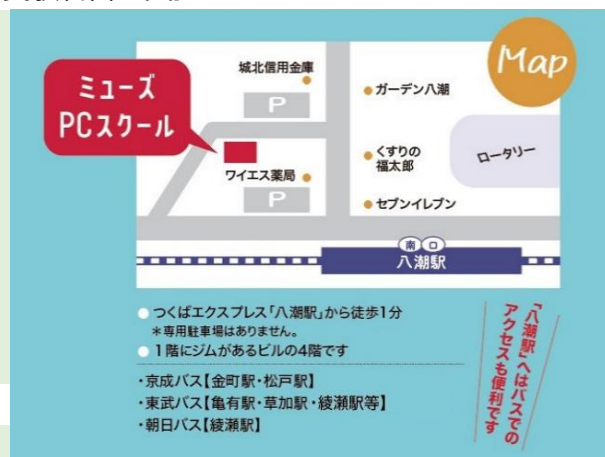 Map
ミューズ
PCスクール
城北信用金庫
P
ガーデン八潮
くすりの
福太郎
ロータリー
ワイエス薬局
P
セブンイレブン
南口
八潮駅
つくばエクスプレス「八潮駅」から徒歩1分
＊専用駐車場はありません。
1階にジムがあるビルの4階です
・京成バス【金町駅・松戸駅】
・東武バス【亀有駅・草加駅・綾瀬駅等】
・朝日バス【綾瀬駅】
「八潮駅」へはバスでの
アクセスも便利です